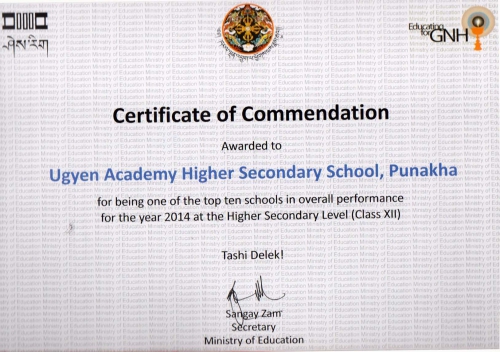 ཤེས་རིག
Educating
for GNH
Certificate of Commendation
Awarded to
Ugyen Academy Higher Secondary School, Punakha
for being one of the top ten schools in overall performance
for the year 2014 at the Higher Secondary Level (Class XII)
Tashi Delek!
Sangay Zam
Secretary
Ministry of Education